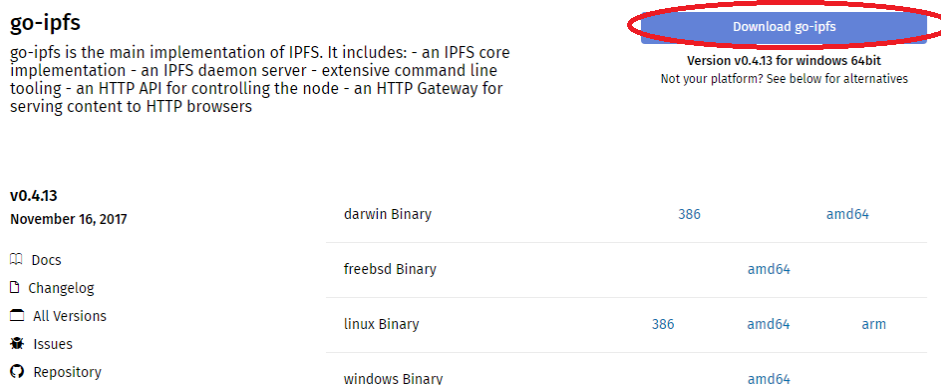 go-ipfs
go-ipfs is the main implementation of IPFS. It includes: - an IPFS core
implementation - an IPFS daemon server - extensive command line
tooling - an HTTP API for controlling the node - an HTTP Gateway for
serving content to HTTP browsers
Download go-ipfs
Version v0.4.13 for windows 64bit
Not your platform? See below for alternatives
v0.4.13
November 16, 2017
Docs
Changelog
All Versions
Issues
Repository
darwin Binary 386 amd64
freebsd Binary amd64
linux Binary 386 amd64 arm
windows Binary amd64